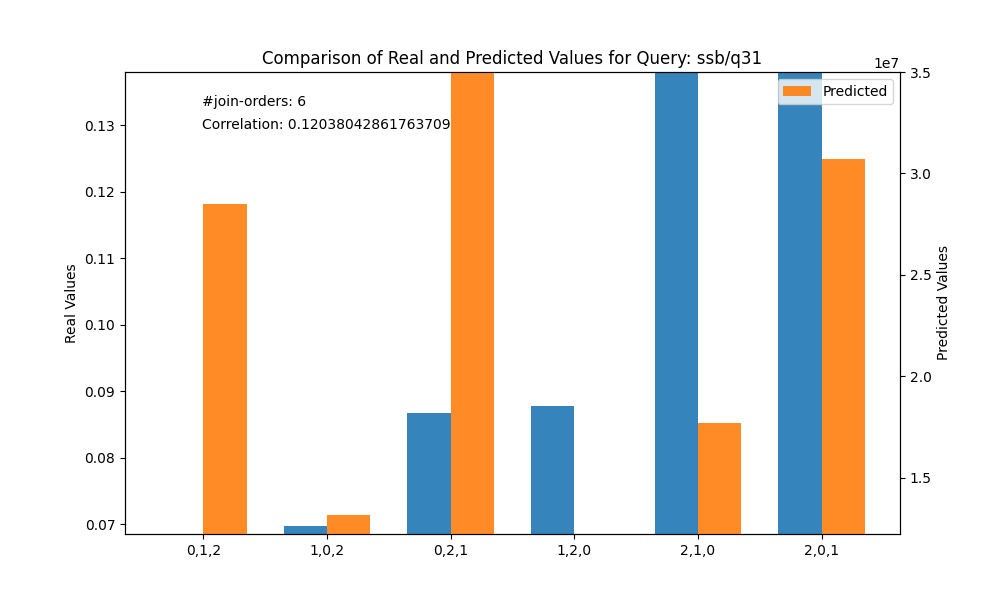 Comparison of Real and Predicted Values for Query: ssb/q31
1e7
#join-orders: 6
Correlation: 0.12038042861763709
Predicted
0.13
0.12
0.11
0.10
0.09
0.08
0.07
Real Values
3.5
3.0
2.5
2.0
1.5
Predicted Values
0,1,2
1,0,2
0,2,1
1,2,0
2,1,0
2,0,1